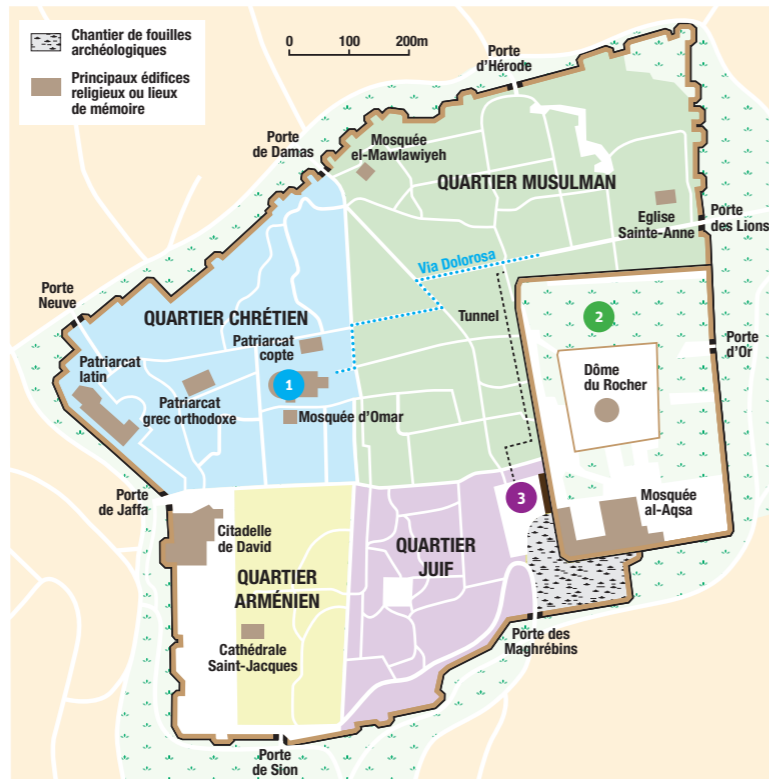 Chantier de fouilles
archéologiques
Principaux édifices
religieux ou lieux
de mémoire
0 100 200m
Porte
d'Hérode
Porte
de Damas
Mosquée
el-Mawlawiyeh
QUARTIER MUSULMAN
Eglise
Sainte-Anne
Porte
des Lions
Via Dolorosa
Porte
Neuve
QUARTIER CHRÉTIEN
Tunnel
2
Patriarcat
copte
Porte
d'Or
Patriarcat
latin
Dôme
du Rocher
1
Patriarcat
grec orthodoxe
Mosquée d'Omar
Porte
de Jaffa
3
Mosquée
al-Aqsa
Citadelle
de David
QUARTIER
JUIF
QUARTIER
ARMÉNIEN
Porte des
Maghrébins
Cathédrale
Saint-Jacques
Porte
de Sion